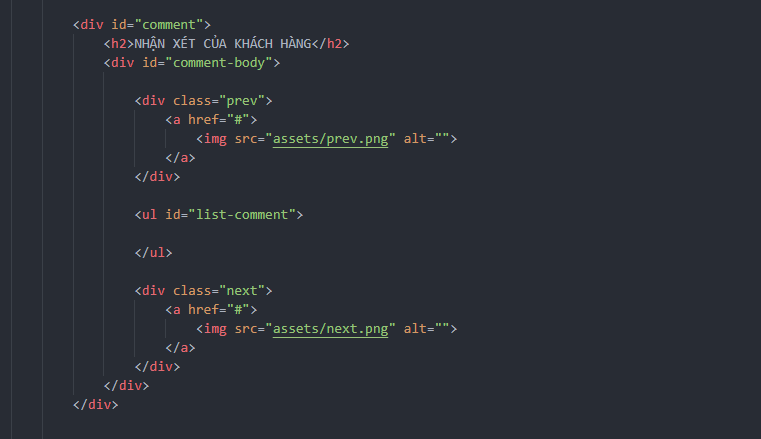 <div id="comment">
<h2>NHẬN XÉT CỦA KHÁCH HÀNG</h2>
<div id="comment-body">
<div class="prev">
<a href="#">
<img src="assets/prev.png" alt="">
</a>
</div>
<ul id="list-comment">
</ul>
<div class="next">
<a href="#">
<img src="assets/next.png" alt="">
</a>
</div>
</div>
</div>